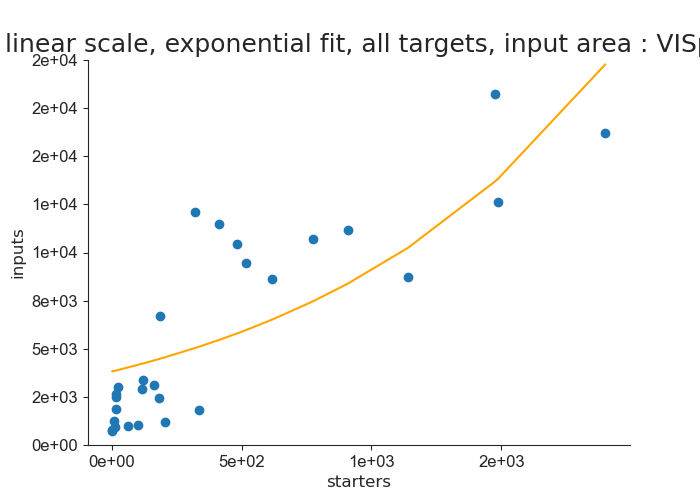 linear scale, exponential fit, all targets, input area : VISp
2e+04
2e+04
2e+04
1e+04
1e+04
8e+03
5e+03
2e+03
0e+00
inputs
0e+00 5e+02 1e+03 2e+03
starters